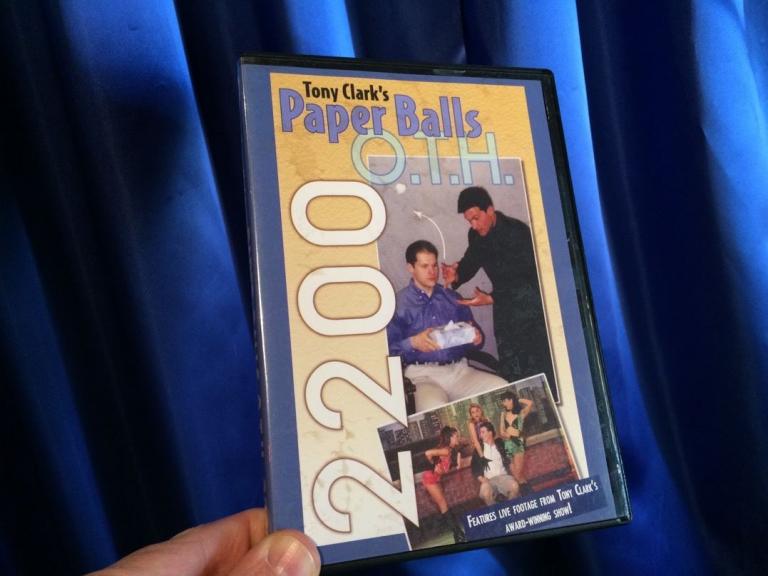 Tony Clark's
Paper Balls
O.T.H.
2200
Features live footage from Tony Clark's
award-winning show!